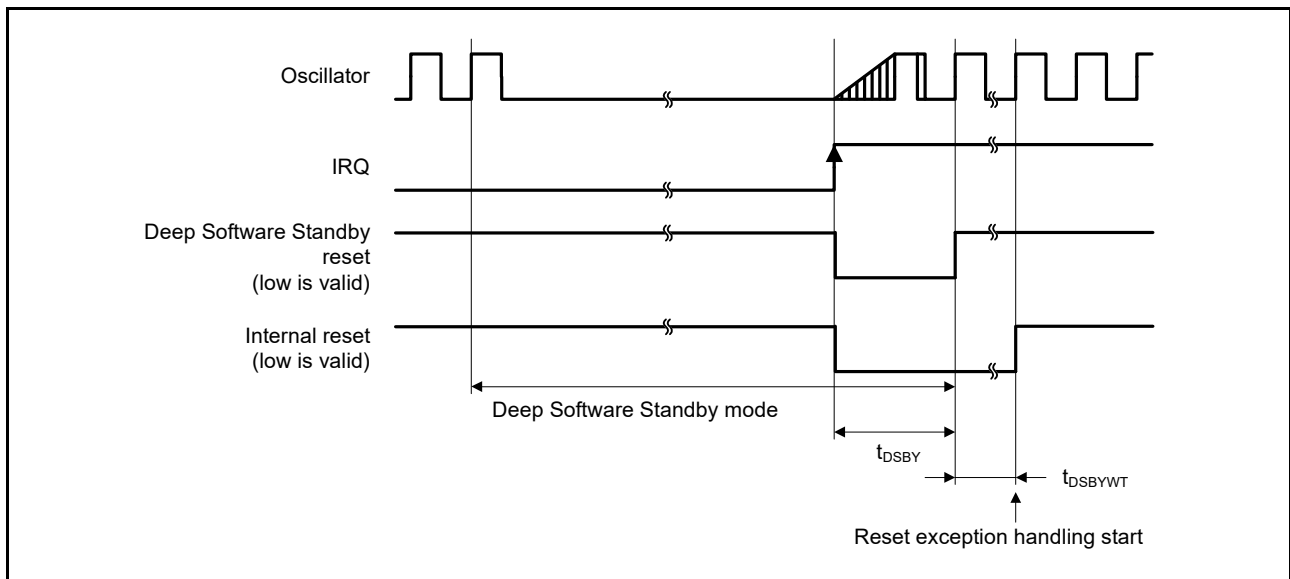 Oscillator
IRQ
Deep Software Standby
reset
(low is valid)
Internal reset
(low is valid)
Deep Software Standby mode
tDSBY
tDSBYWT
Reset exception handling start